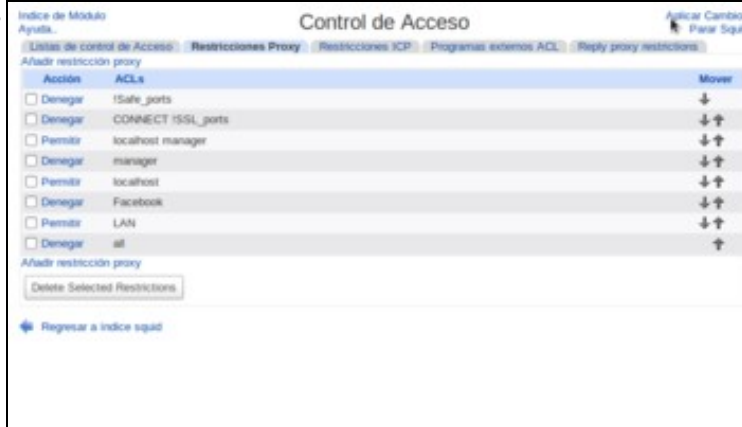 Indice de Módulo
Ayuda..
Control de Acceso
Aplicar Cambio
Parar Squi
Listas de control de Acceso Restricciones Proxy Restricciones ICP Programas externos ACL Reply proxy restrictions
Añadir restricción proxy
Acción ACLs Mover
Denegar !Safe_ports
Denegar CONNECT !SSL_ports
Permitir localhost manager
Denegar manager
Permitir localhost
Denegar Facebook
Permitir LAN
Denegar all
Añadir restricción proxy
Delete Selected Restrictions
Regresar a índice squid